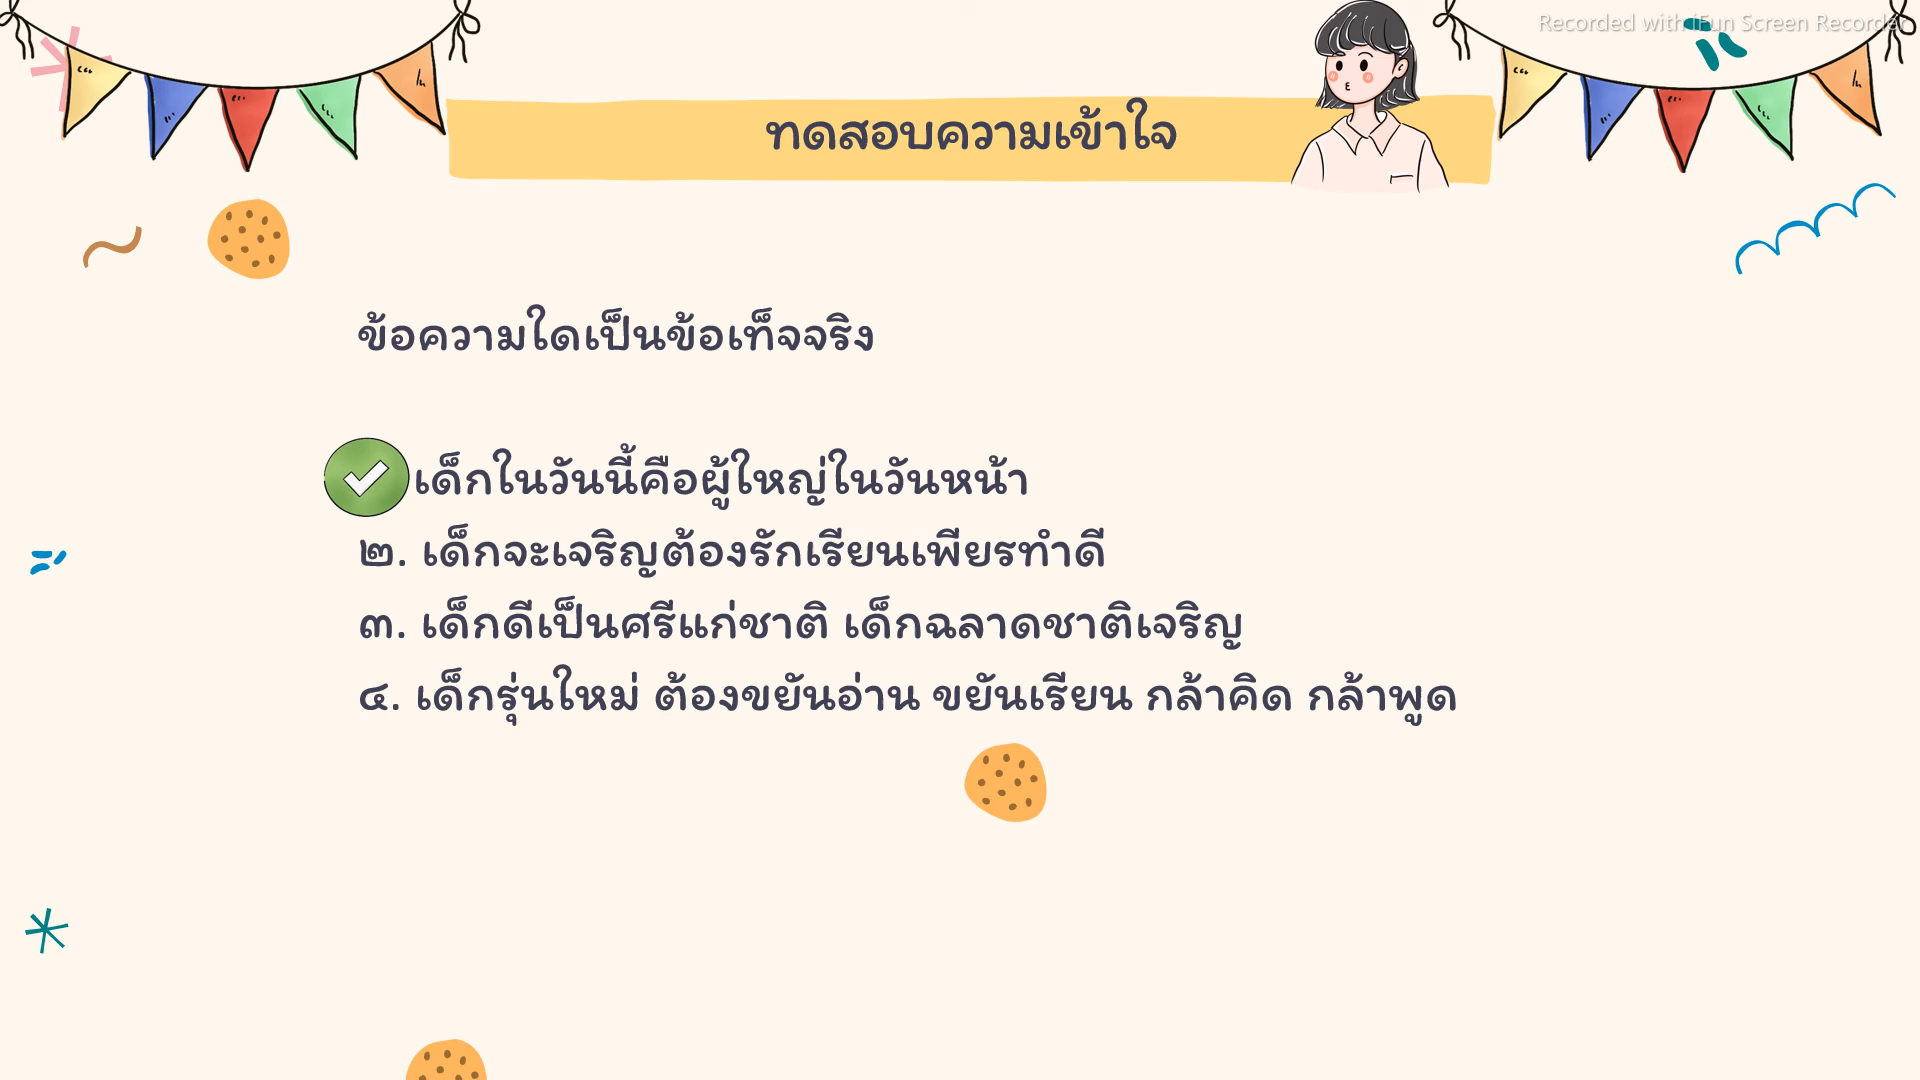 Recorded with iFun Screen Recorder
ทดสอบความเข้าใจ
ข้อความใดเป็นข้อเท็จจริง
เด็กในวันนี้คือผู้ใหญ่ในวันหน้า
๒. เด็กจะเจริญต้องรักเรียนเพียรทำดี
๓. เด็กดีเป็นศรีแก่ชาติ เด็กฉลาดชาติเจริญ
๔. เด็กรุ่นใหม่ ต้องขยันอ่าน ขยันเรียน กล้าคิด กล้าพูด